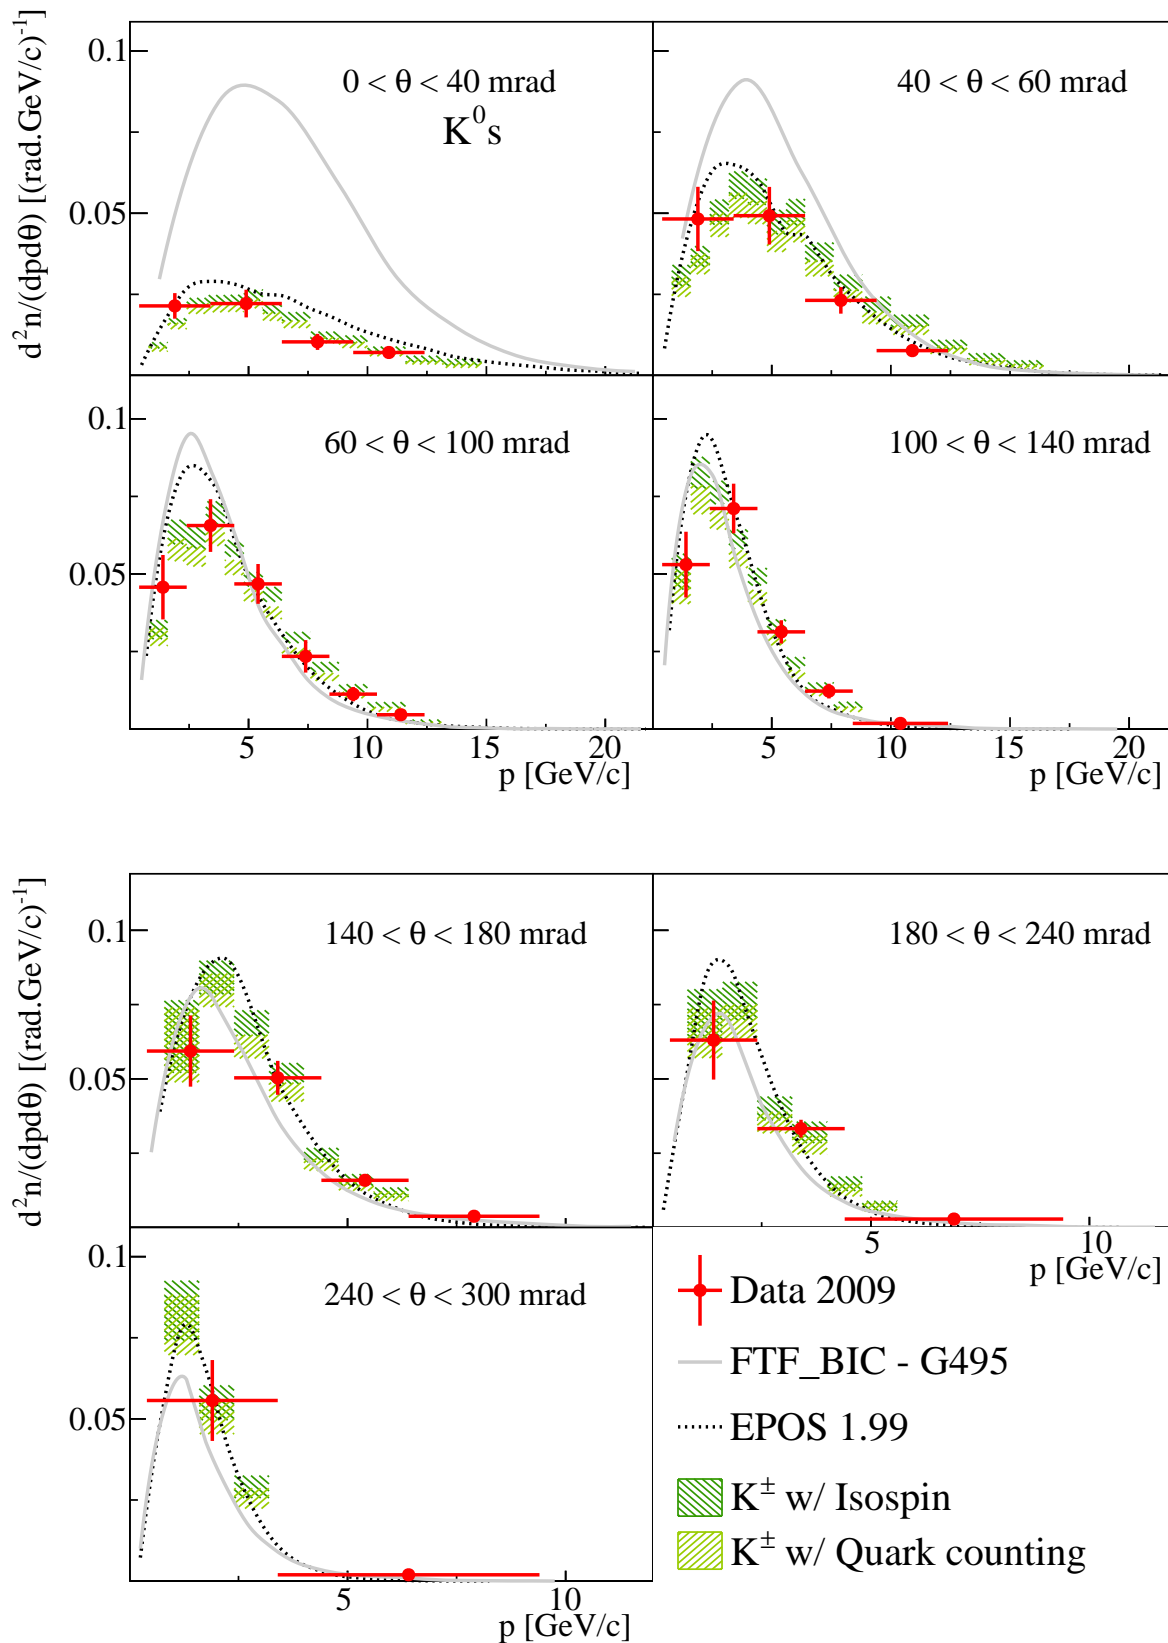 d²n/(dpdθ) [(rad.GeV/c)⁻¹]
0.1
0.05
0 < θ < 40 mrad
K⁰s
40 < θ < 60 mrad
0.1
0.05
60 < θ < 100 mrad
100 < θ < 140 mrad
5 10 15 20
5 10 15 20
p [GeV/c]
p [GeV/c]
d²n/(dpdθ) [(rad.GeV/c)⁻¹]
0.1
0.05
140 < θ < 180 mrad
180 < θ < 240 mrad
5 10
p [GeV/c]
0.1
0.05
240 < θ < 300 mrad
5 10
p [GeV/c]
Data 2009
FTF_BIC - G495
EPOS 1.99
K± w/ Isospin
K± w/ Quark counting